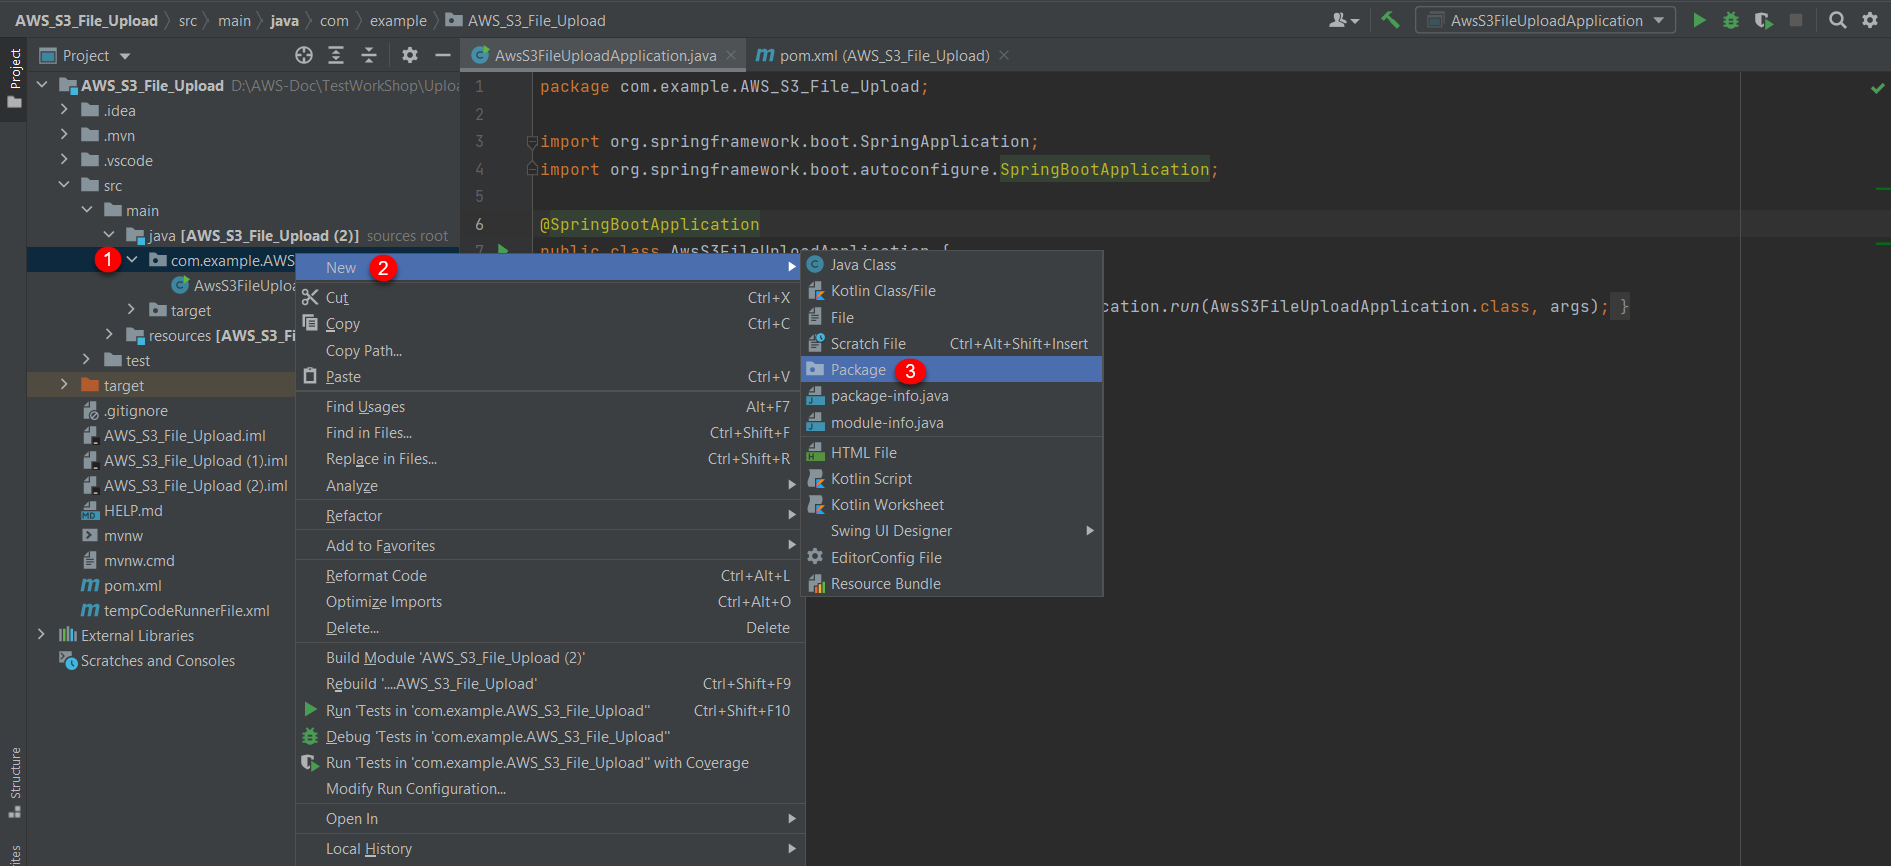 AWS_S3_File_Upload src main java com example AWS_S3_File_Upload
AwsS3FileUploadApplication
Project
Project
AwsS3FileUploadApplication.java
pom.xml (AWS_S3_File_Upload)
AWS_S3_File_Upload D:\AWS-Doc\TestWorkShop\Uploa
.idea
.mvn
.vscode
src
main
java [AWS_S3_File_Upload (2)] sources root
1
com.example.AWS
AwsS3FileUploa
target
resources [AWS_S3_Fi
test
target
.gitignore
AWS_S3_File_Upload.iml
AWS_S3_File_Upload (1).iml
AWS_S3_File_Upload (2).iml
HELP.md
mvnw
mvnw.cmd
pom.xml
tempCodeRunnerFile.xml
External Libraries
Scratches and Consoles
Structure
1 package com.example.AWS_S3_File_Upload;
2
3 import org.springframework.boot.SpringApplication;
4 import org.springframework.boot.autoconfigure.SpringBootApplication;
5
6 @SpringBootApplication
7 public class AwsS3FileUploadApplication {
cation.run(AwsS3FileUploadApplication.class, args); }
New 2
Cut Ctrl+X
Copy Ctrl+C
Copy Path...
Paste Ctrl+V
Find Usages Alt+F7
Find in Files... Ctrl+Shift+F
Replace in Files... Ctrl+Shift+R
Analyze
Refactor
Add to Favorites
Reformat Code Ctrl+Alt+L
Optimize Imports Ctrl+Alt+O
Delete... Delete
Build Module 'AWS_S3_File_Upload (2)'
Rebuild '....AWS_S3_File_Upload' Ctrl+Shift+F9
Run 'Tests in 'com.example.AWS_S3_File_Upload'' Ctrl+Shift+F10
Debug 'Tests in 'com.example.AWS_S3_File_Upload''
Run 'Tests in 'com.example.AWS_S3_File_Upload'' with Coverage
Modify Run Configuration...
Open In
Local History
Java Class
Kotlin Class/File
File
Scratch File Ctrl+Alt+Shift+Insert
Package 3
package-info.java
module-info.java
HTML File
Kotlin Script
Kotlin Worksheet
Swing UI Designer
EditorConfig File
Resource Bundle